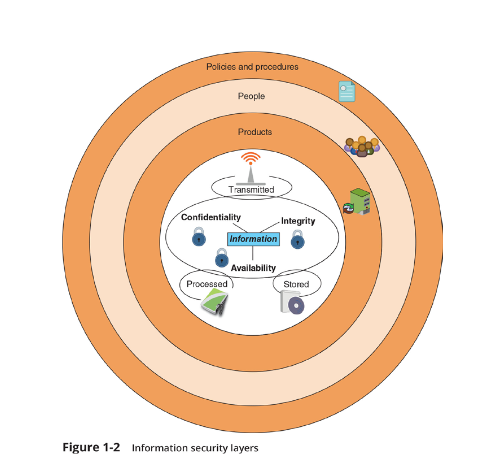 Policies and procedures
People
Products
Transmitted
Confidentiality
Integrity
Information
Availability
Processed
Stored
Figure 1-2 Information security layers